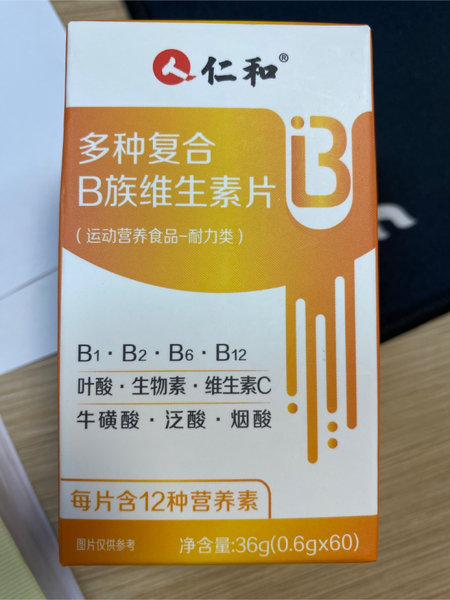 仁和®
多种复合
B族维生素片
B
（运动营养食品-耐力类）
B1·B2·B6·B12
叶酸·生物素·维生素C
牛磺酸·泛酸·烟酸
每片含12种营养素
图片仅供参考
净含量:36g(0.6gx60)